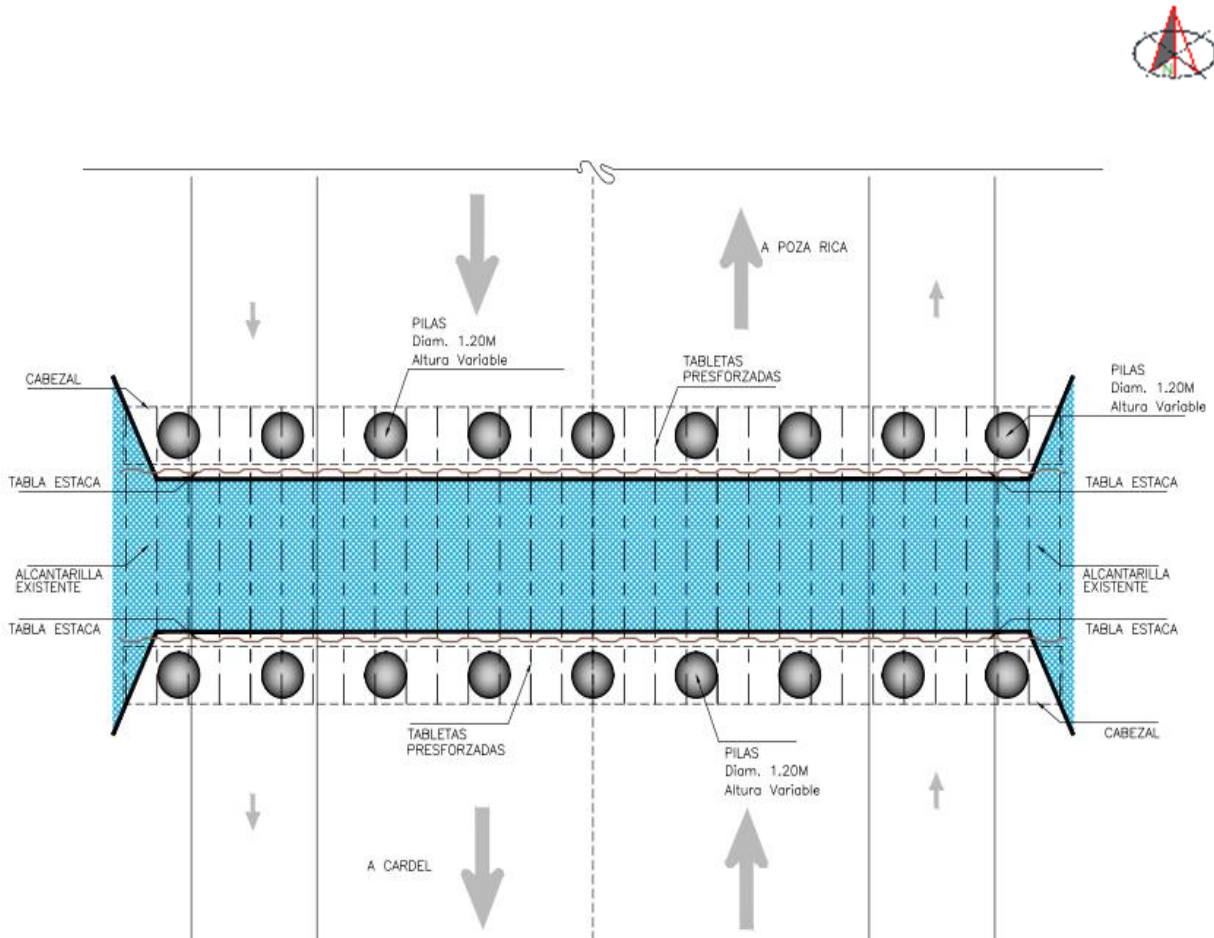 N
A POZA RICA
PILAS
Diam. 1.20M
Altura Variable
TABLETAS
PRESFORZADAS
PILAS
Diam. 1.20M
Altura Variable
CABEZAL
TABLA ESTACA
TABLA ESTACA
ALCANTARILLA
EXISTENTE
ALCANTARILLA
EXISTENTE
TABLA ESTACA
TABLA ESTACA
TABLETAS
PRESFORZADAS
CABEZAL
PILAS
Diam. 1.20M
Altura Variable
A CARDEL